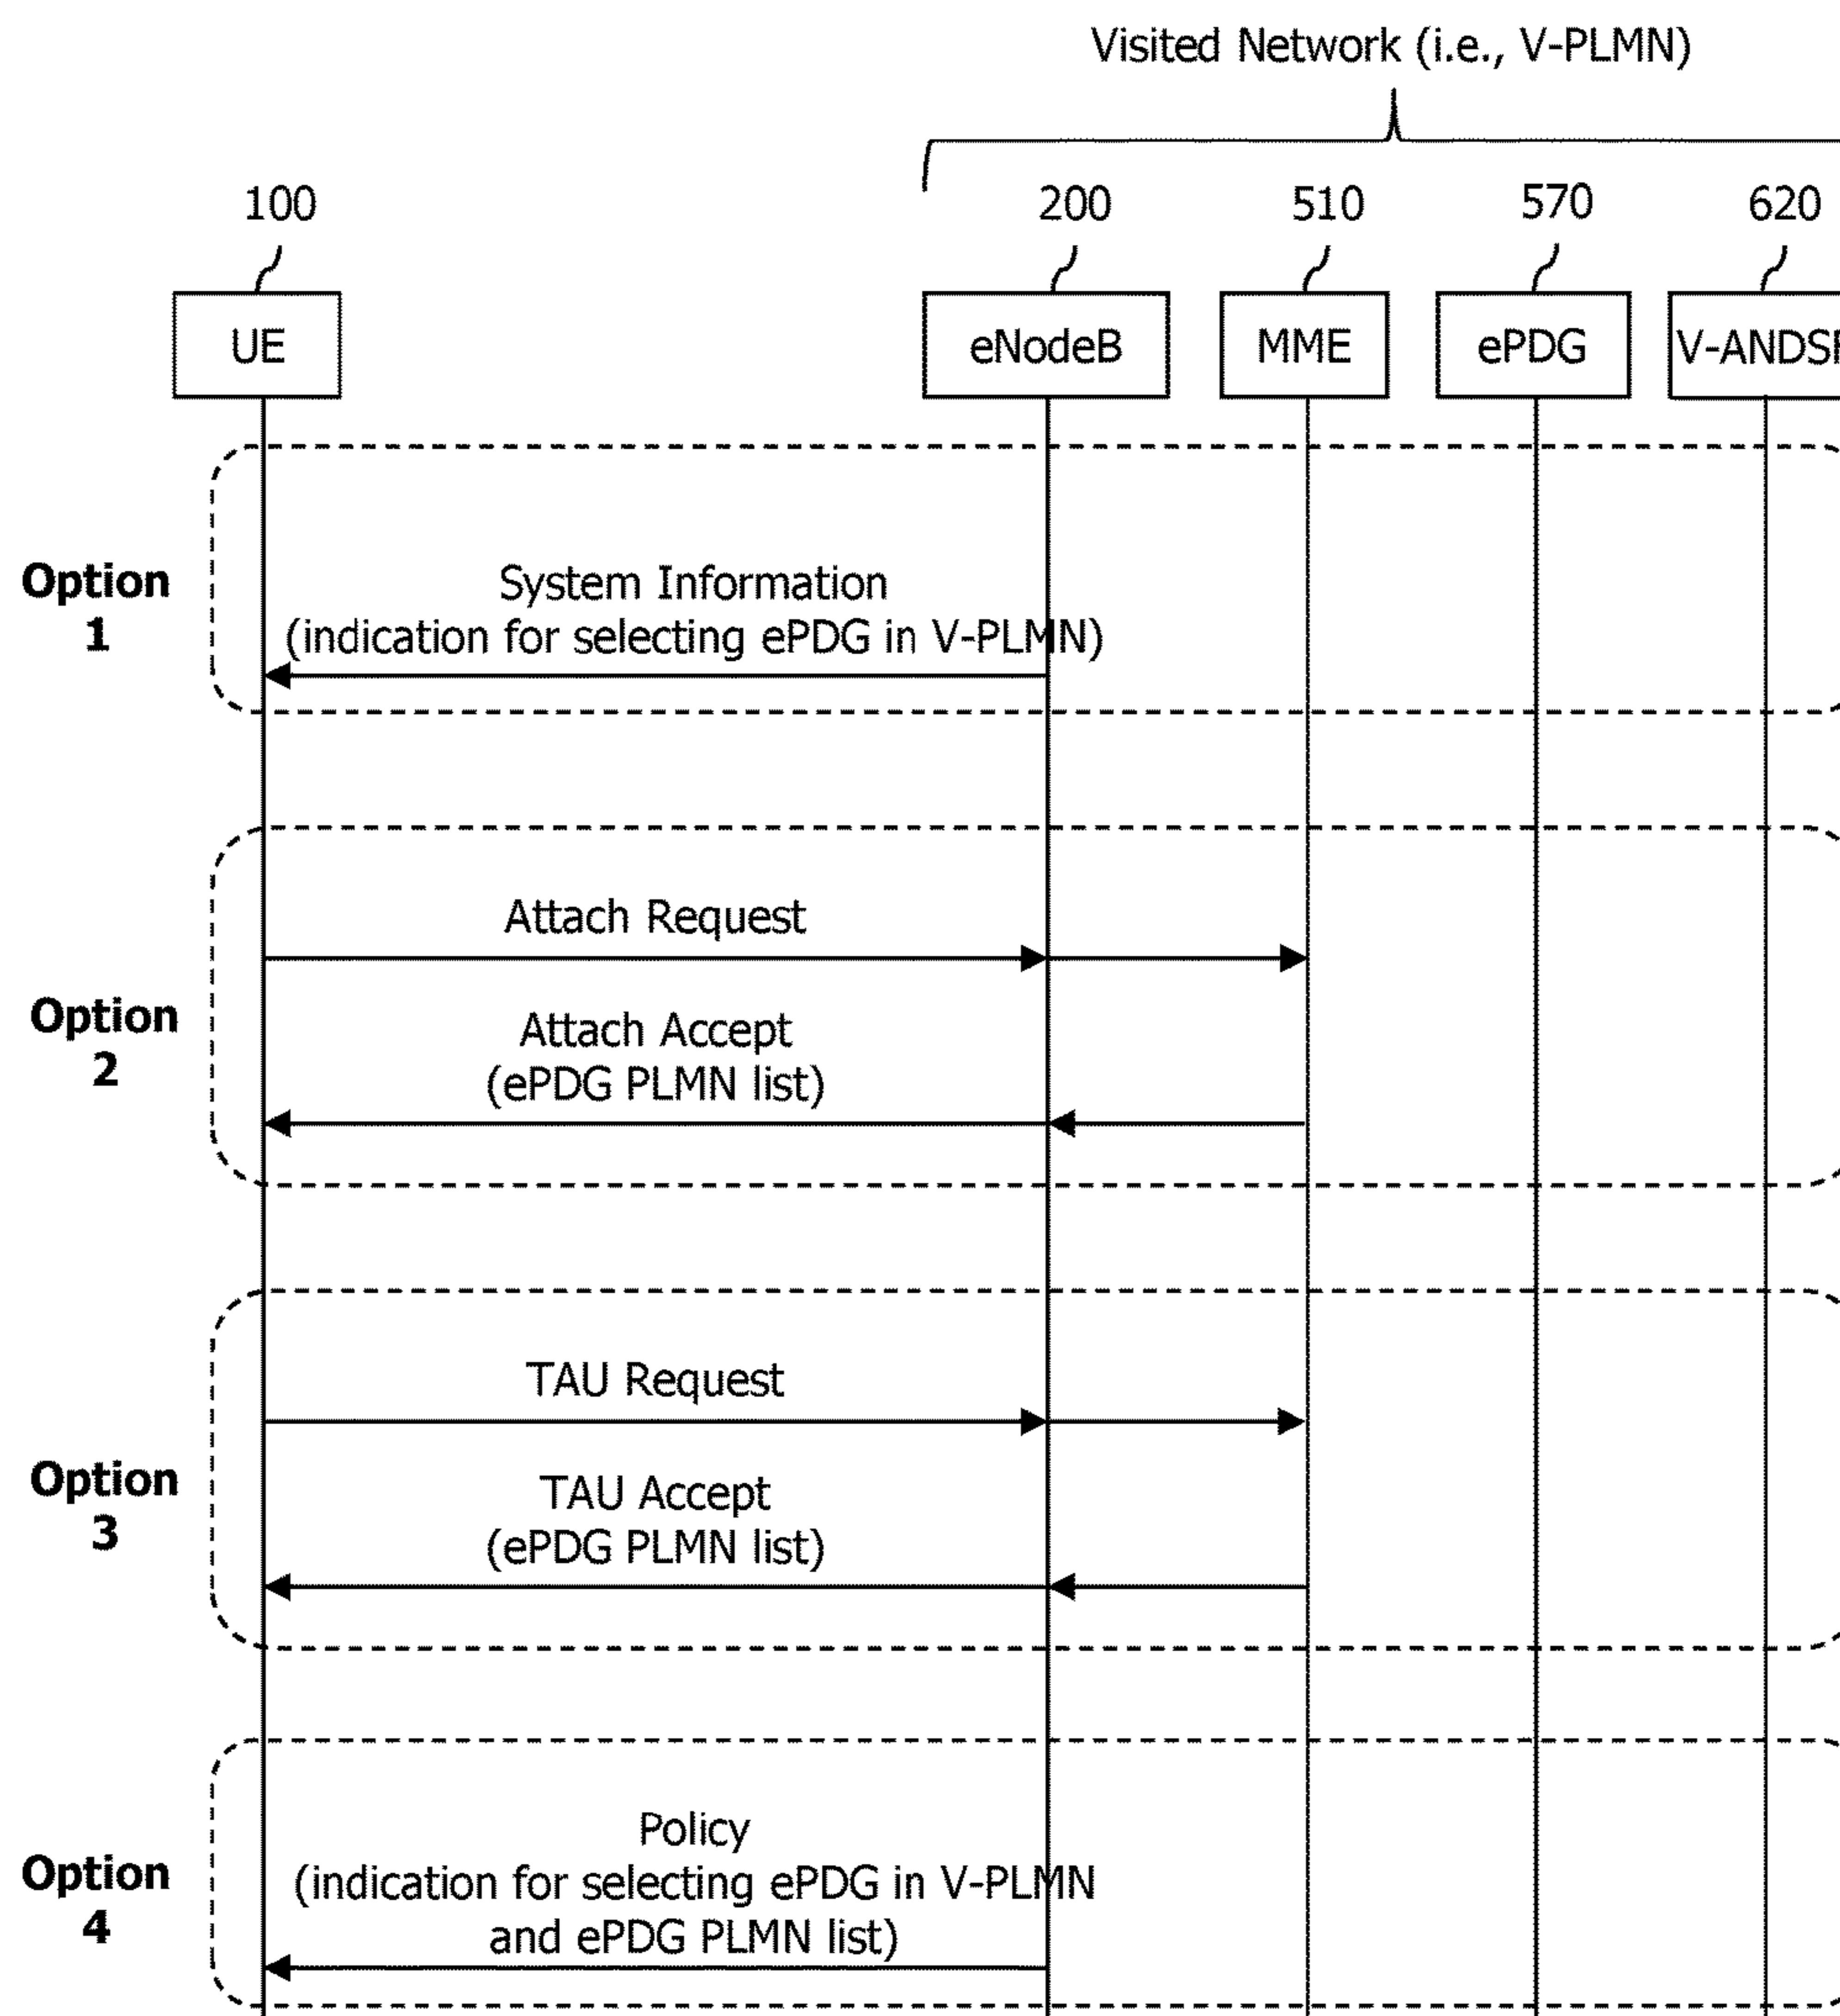 Visited Network (i.e., V-PLMN)
100
200
510
570
620
UE
eNodeB
MME
ePDG
V-ANDSF
Option
1
System Information
(indication for selecting ePDG in V-PLMN)
Option
2
Attach Request
Attach Accept
(ePDG PLMN list)
Option
3
TAU Request
TAU Accept
(ePDG PLMN list)
Option
4
Policy
(indication for selecting ePDG in V-PLMN
and ePDG PLMN list)